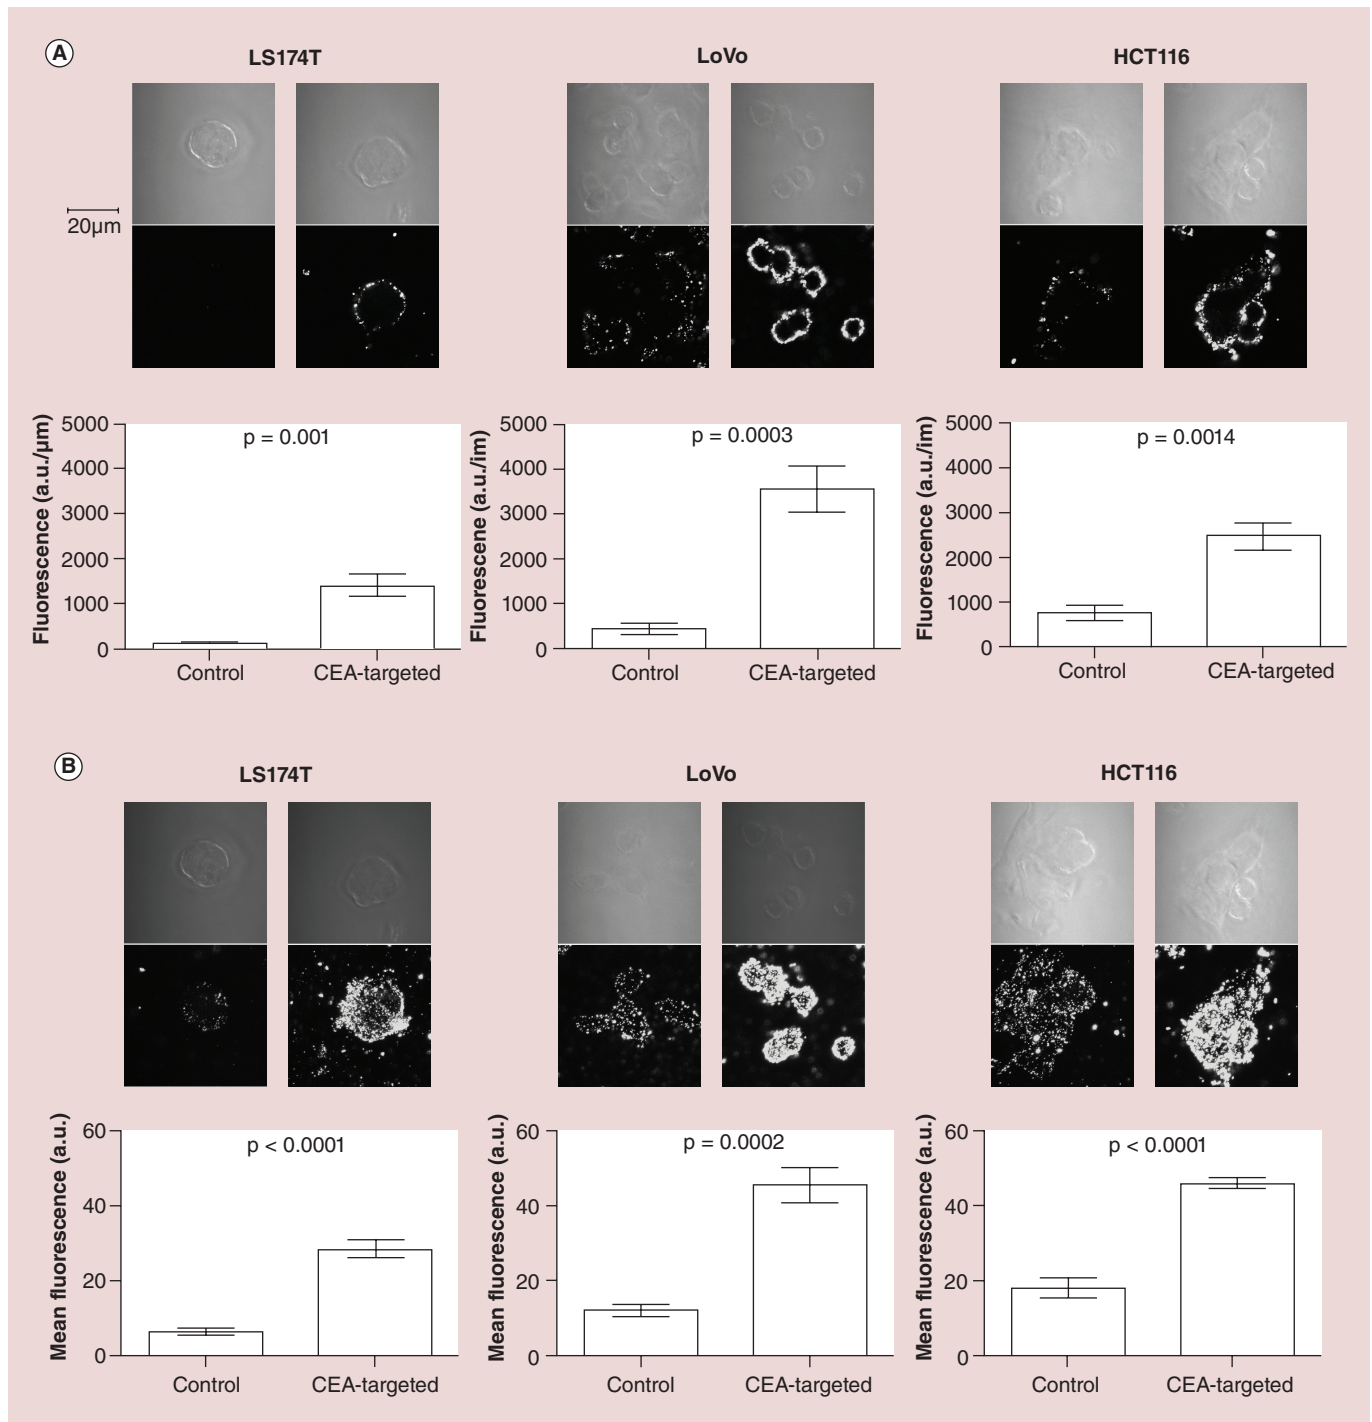 A
LS174T
LoVo
HCT116
20µm
Fluorescence (a.u./µm)
5000
4000
3000
2000
1000
0
p = 0.001
Control
CEA-targeted
Fluoresene (a.u./im)
5000
4000
3000
2000
1000
0
p = 0.0003
Control
CEA-targeted
Fluorescence (a.u./im)
5000
4000
3000
2000
1000
0
p = 0.0014
Control
CEA-targeted
B
LS174T
LoVo
HCT116
Mean fluorescence (a.u.)
60
40
20
0
p < 0.0001
Control
CEA-targeted
Mean fluorescence (a.u.)
60
40
20
0
p = 0.0002
Control
CEA-targeted
Mean fluorescence (a.u.)
60
40
20
0
p < 0.0001
Control
CEA-targeted